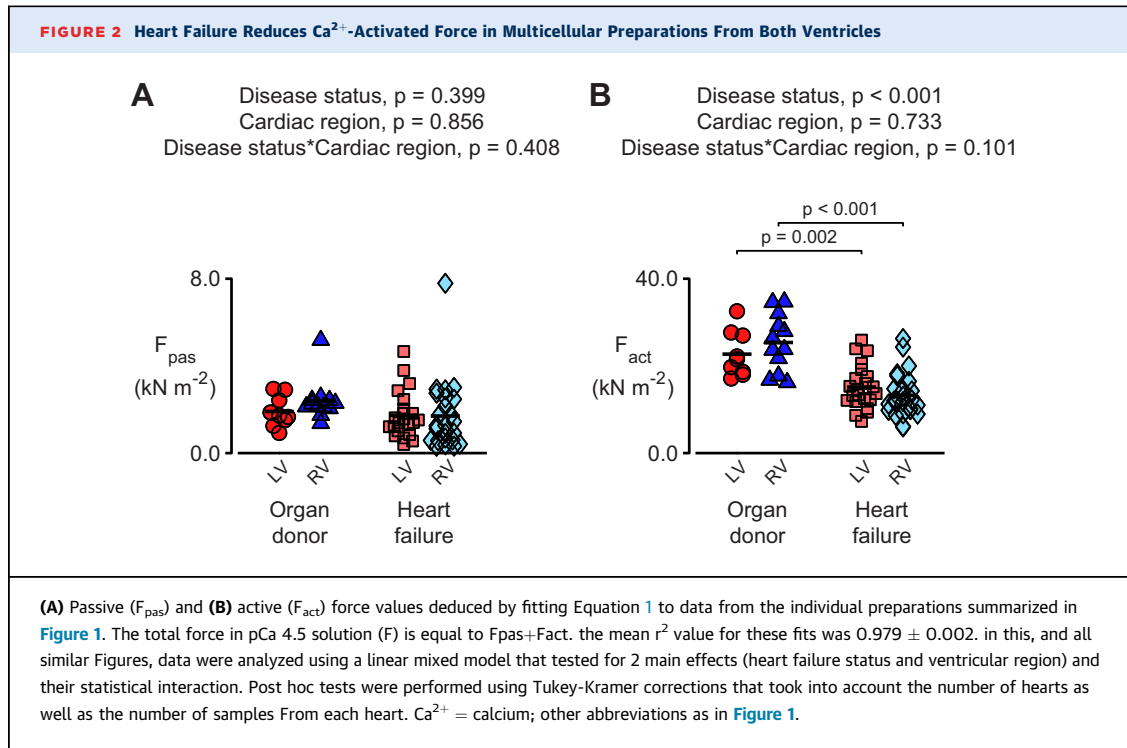 FIGURE 2 Heart Failure Reduces Ca²⁺-Activated Force in Multicellular Preparations From Both Ventricles
A
Disease status, p = 0.399
Cardiac region, p = 0.856
Disease status*Cardiac region, p = 0.408
8.0
F_pas
(kN m⁻²)
0.0
LV
RV
LV
RV
Organ
donor
Heart
failure
B
Disease status, p < 0.001
Cardiac region, p = 0.733
Disease status*Cardiac region, p = 0.101
p < 0.001
p = 0.002
40.0
F_act
(kN m⁻²)
0.0
LV
RV
LV
RV
Organ
donor
Heart
failure
(A) Passive (F_pas) and (B) active (F_act) force values deduced by fitting Equation 1 to data from the individual preparations summarized in
Figure 1. The total force in pCa 4.5 solution (F) is equal to Fpas+Fact. the mean r² value for these fits was 0.979 ± 0.002. in this, and all
similar Figures, data were analyzed using a linear mixed model that tested for 2 main effects (heart failure status and ventricular region) and
their statistical interaction. Post hoc tests were performed using Tukey-Kramer corrections that took into account the number of hearts as
well as the number of samples From each heart. Ca²⁺ = calcium; other abbreviations as in Figure 1.